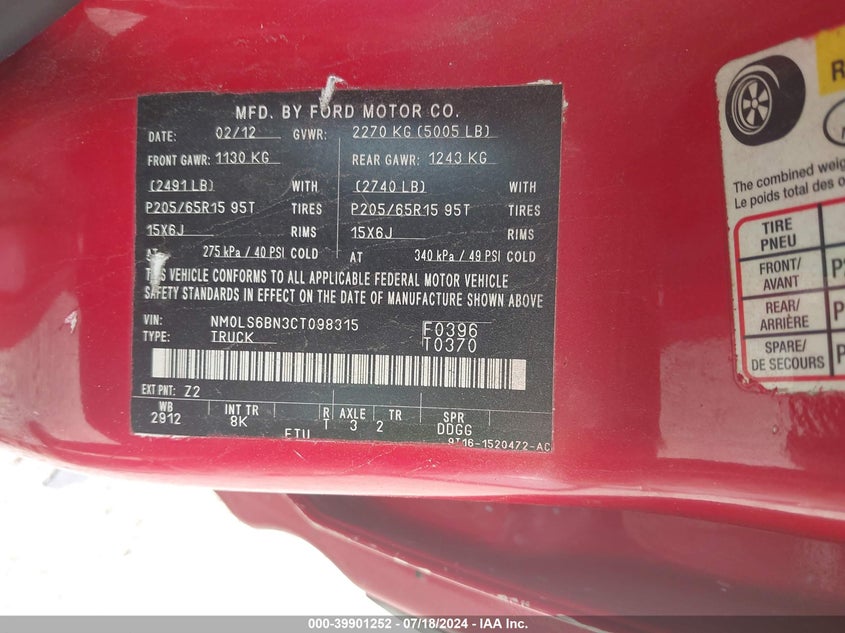 MFD. BY FORD MOTOR CO.
DATE: 02/12 GVWR: 2270 KG (5005 LB)
FRONT GAWR: 1130 KG REAR GAWR: 1243 KG
(2491 LB) WITH (2740 LB) WITH
P205/65R15 95T TIRES P205/65R15 95T TIRES
15X6J RIMS 15X6J RIMS
AT 275 kPa / 40 PSI COLD AT 340 kPa / 49 PSI COLD
THIS VEHICLE CONFORMS TO ALL APPLICABLE FEDERAL MOTOR VEHICLE
SAFETY STANDARDS IN EFFECT ON THE DATE OF MANUFACTURE SHOWN ABOVE
VIN: NM0LS6BN3CT098315 F0396
TYPE: TRUCK T0370
EXT PNT: Z2
WB INT TR R AXLE TR SPR
2912 8K T 3 2 DDGG
ETU 9T16-1520472-AC
R
The combined weig
Le poids total des o
TIRE
PNEU
FRONT/
AVANT P
REAR/
ARRIÈRE P
SPARE/
DE SECOURS P
000-39901252 - 07/18/2024 - IAA Inc.